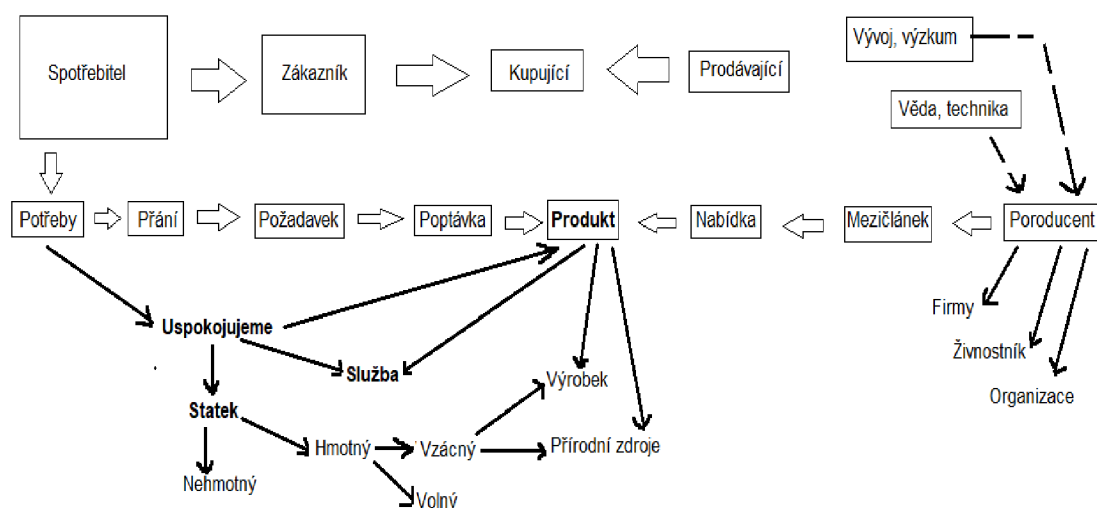 Spotřebitel
Zákazník
Kupující
Prodávající
Vývoj, výzkum
Věda, technika
Potřeby
Přání
Požadavek
Poptávka
Produkt
Nabídka
Mezičlánek
Poroducent
Firmy
Uspokojujeme
Živnostník
Služba
Výrobek
Organizace
Statek
Hmotný
Vzácný
Přírodní zdroje
Nehmotný
Volný